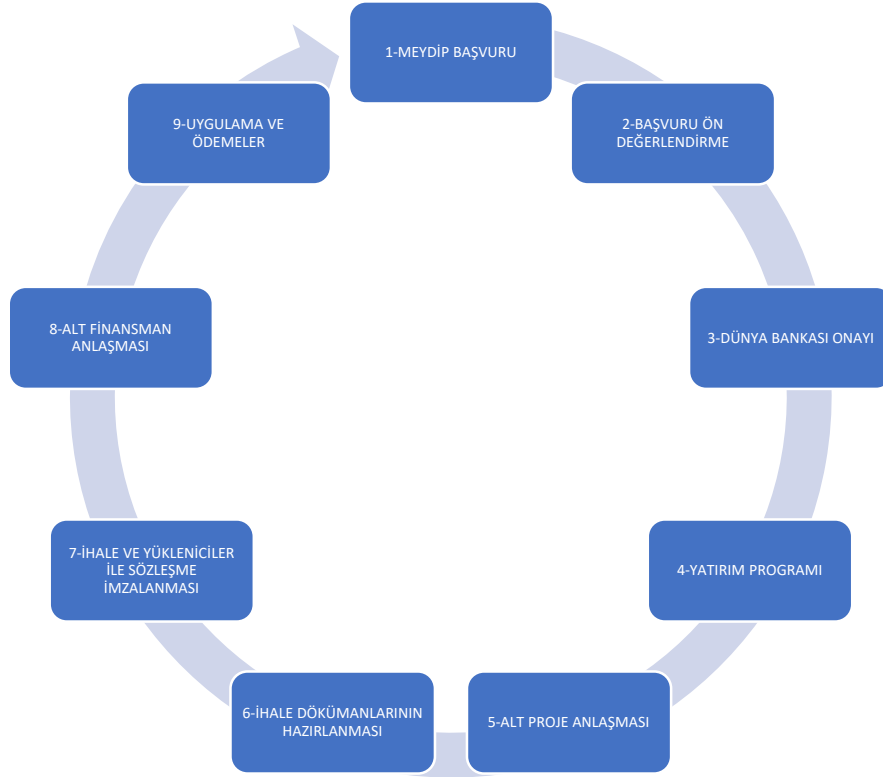 1-MEYDİP BAŞVURU
2-BAŞVURU ÖN
DEĞERLENDİRME
3-DÜNYA BANKASI ONAYI
4-YATIRIM PROGRAMI
5-ALT PROJE ANLAŞMASI
6-İHALE DÖKÜMANLARININ
HAZIRLANMASI
7-İHALE VE YÜKLENİCİLER
İLE SÖZLEŞME
İMZALANMASI
8-ALT FİNANSMAN
ANLAŞMASI
9-UYGULAMA VE
ÖDEMELER